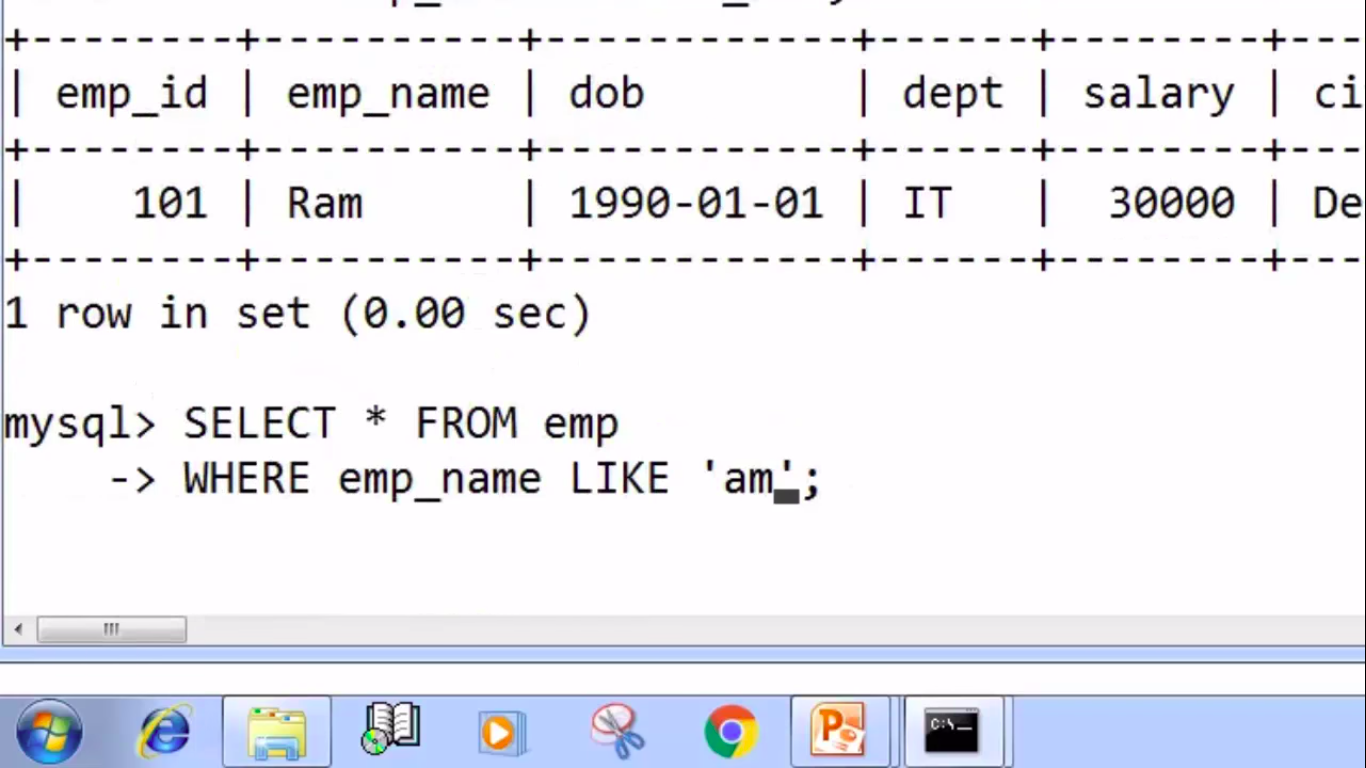 +--------+----------+------------+------+--------+---
| emp_id | emp_name | dob        | dept | salary | ci
+--------+----------+------------+------+--------+---
|    101 | Ram      | 1990-01-01 | IT   |  30000 | De
+--------+----------+------------+------+--------+---
1 row in set (0.00 sec)
mysql> SELECT * FROM emp
    -> WHERE emp_name LIKE 'am';